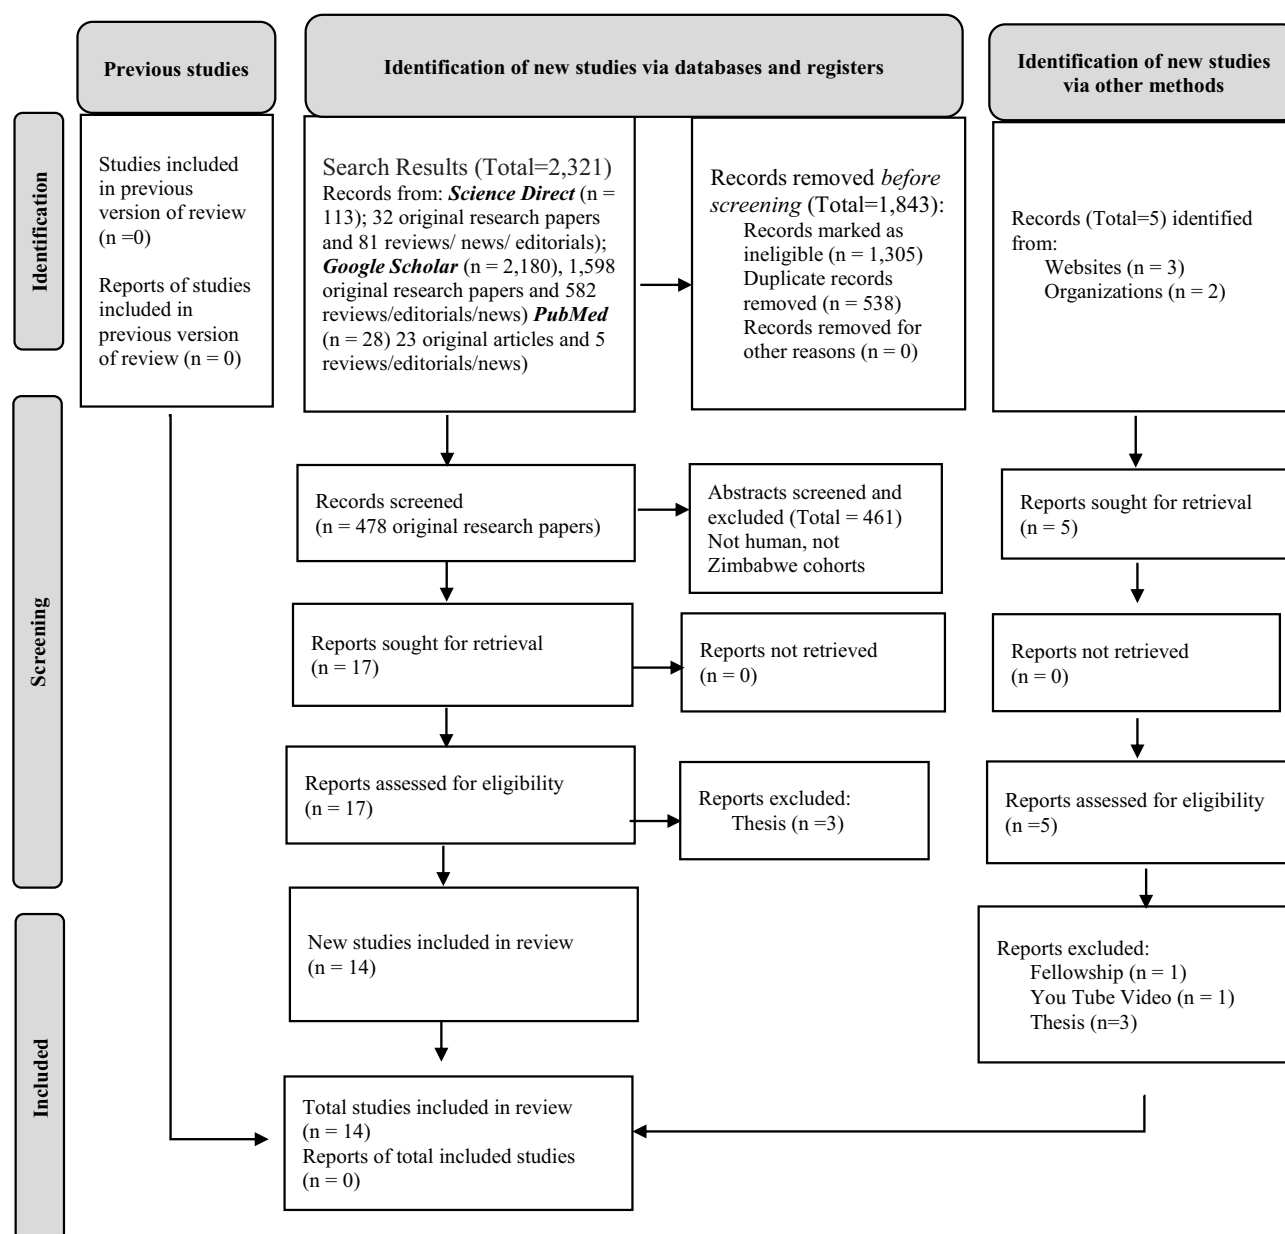 Previous studies
Identification of new studies via databases and registers
Identification of new studies
via other methods
Identification
Studies included
in previous
version of review
(n =0)
Reports of studies
included in
previous version
of review (n = 0)
Search Results (Total=2,321)
Records from: Science Direct (n =
113); 32 original research papers
and 81 reviews/ news/ editorials);
Google Scholar (n = 2,180), 1,598
original research papers and 582
reviews/editorials/news) PubMed
(n = 28) 23 original articles and 5
reviews/editorials/news)
Records removed before
screening (Total=1,843):
Records marked as
ineligible (n = 1,305)
Duplicate records
removed (n = 538)
Records removed for
other reasons (n = 0)
Records (Total=5) identified
from:
Websites (n = 3)
Organizations (n = 2)
Screening
Records screened
(n = 478 original research papers)
Abstracts screened and
excluded (Total = 461)
Not human, not
Zimbabwe cohorts
Reports sought for retrieval
(n = 5)
Reports sought for retrieval
(n = 17)
Reports not retrieved
(n = 0)
Reports not retrieved
(n = 0)
Reports assessed for eligibility
(n = 17)
Reports excluded:
Thesis (n =3)
Reports assessed for eligibility
(n =5)
Included
New studies included in review
(n = 14)
Reports excluded:
Fellowship (n = 1)
You Tube Video (n = 1)
Thesis (n=3)
Total studies included in review
(n = 14)
Reports of total included studies
(n = 0)